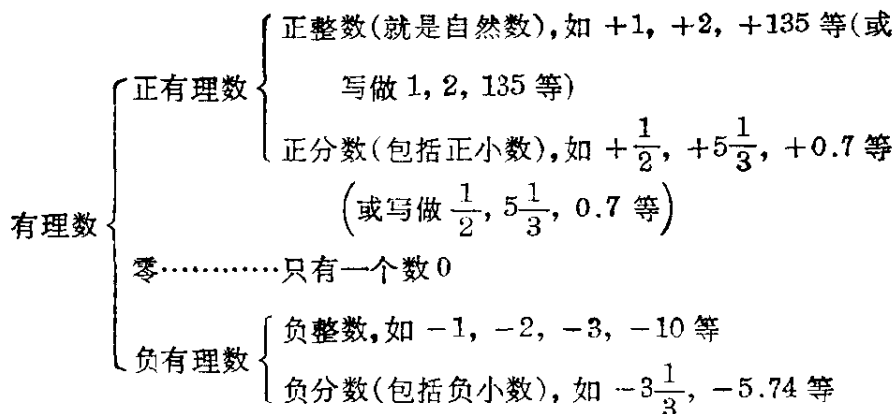 正整数(就是自然数),如 +1, +2, +135 等(或
写做 1, 2, 135 等)
正有理数
正分数(包括正小数),如 +1/2, +5 1/3, +0.7 等
(或写做 1/2, 5 1/3, 0.7 等)
有理数
零…………只有一个数 0
负整数,如 -1, -2, -3, -10 等
负有理数
负分数(包括负小数), 如 -3 1/3, -5.74 等